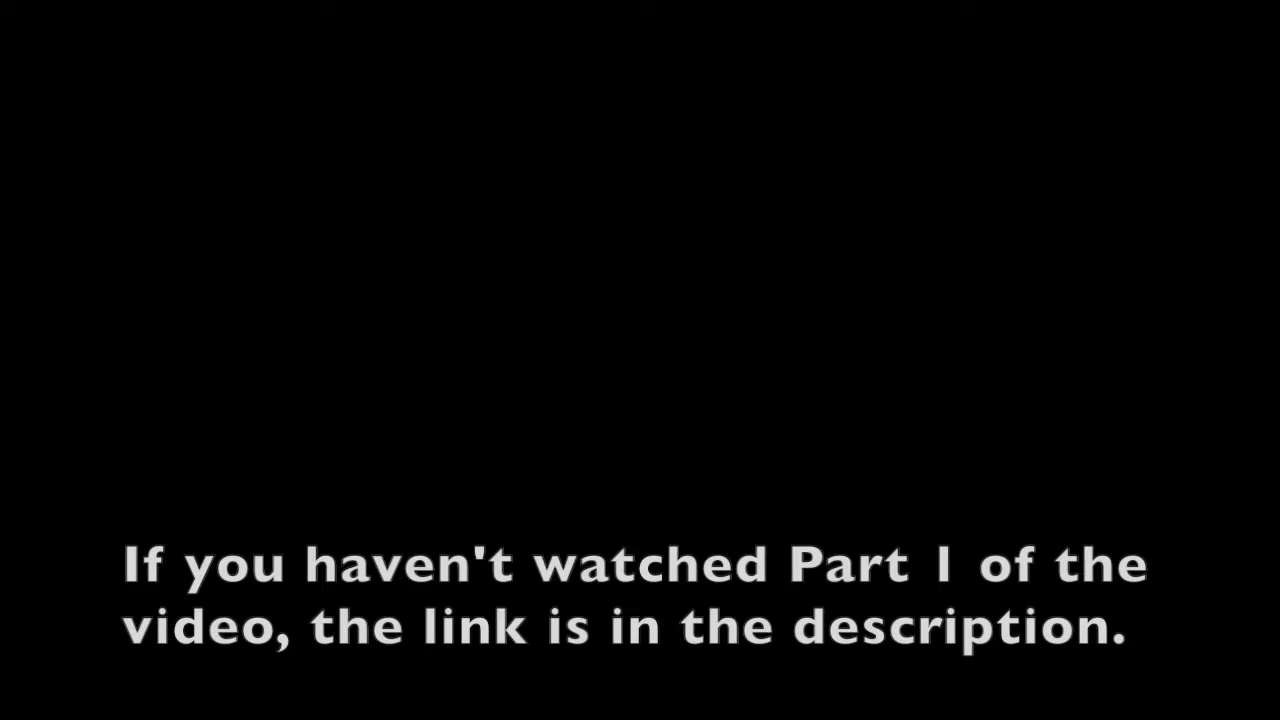 If you haven't watched Part 1 of the
video, the link is in the description.